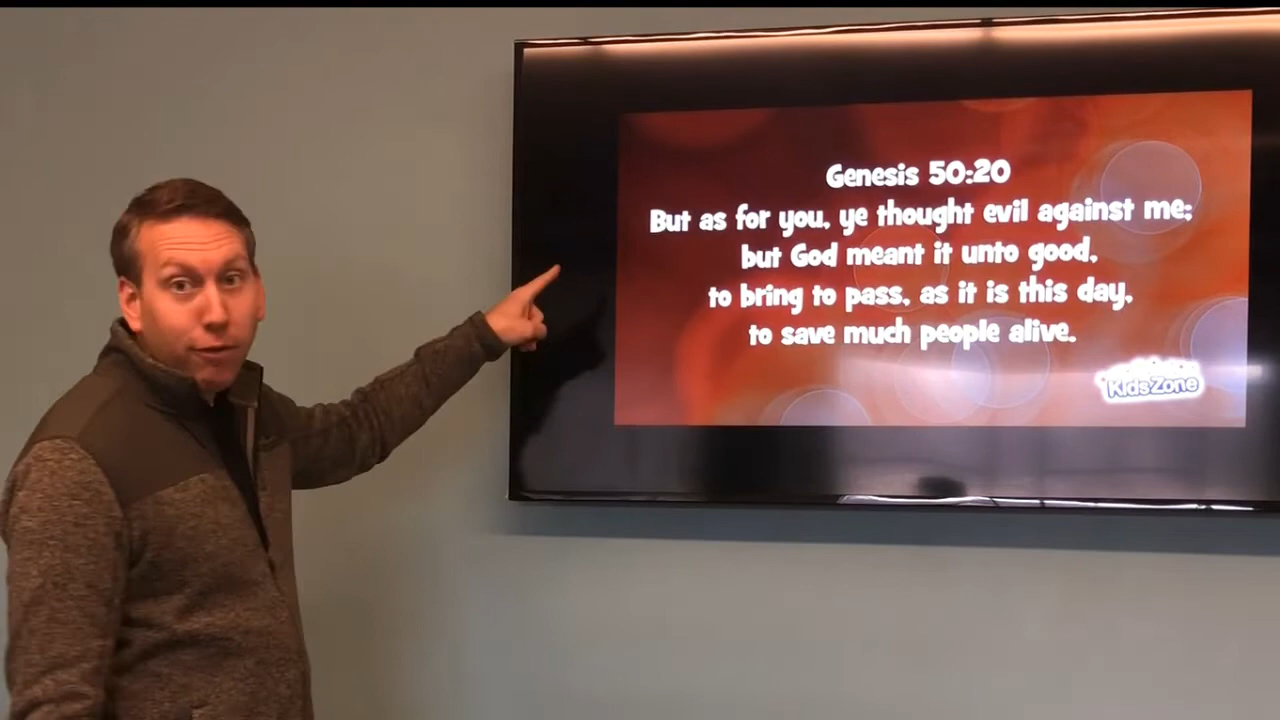 Genesis 50:20
But as for you, ye thought evil against me;
but God meant it unto good,
to bring to pass, as it is this day,
to save much people alive.
KidsZone